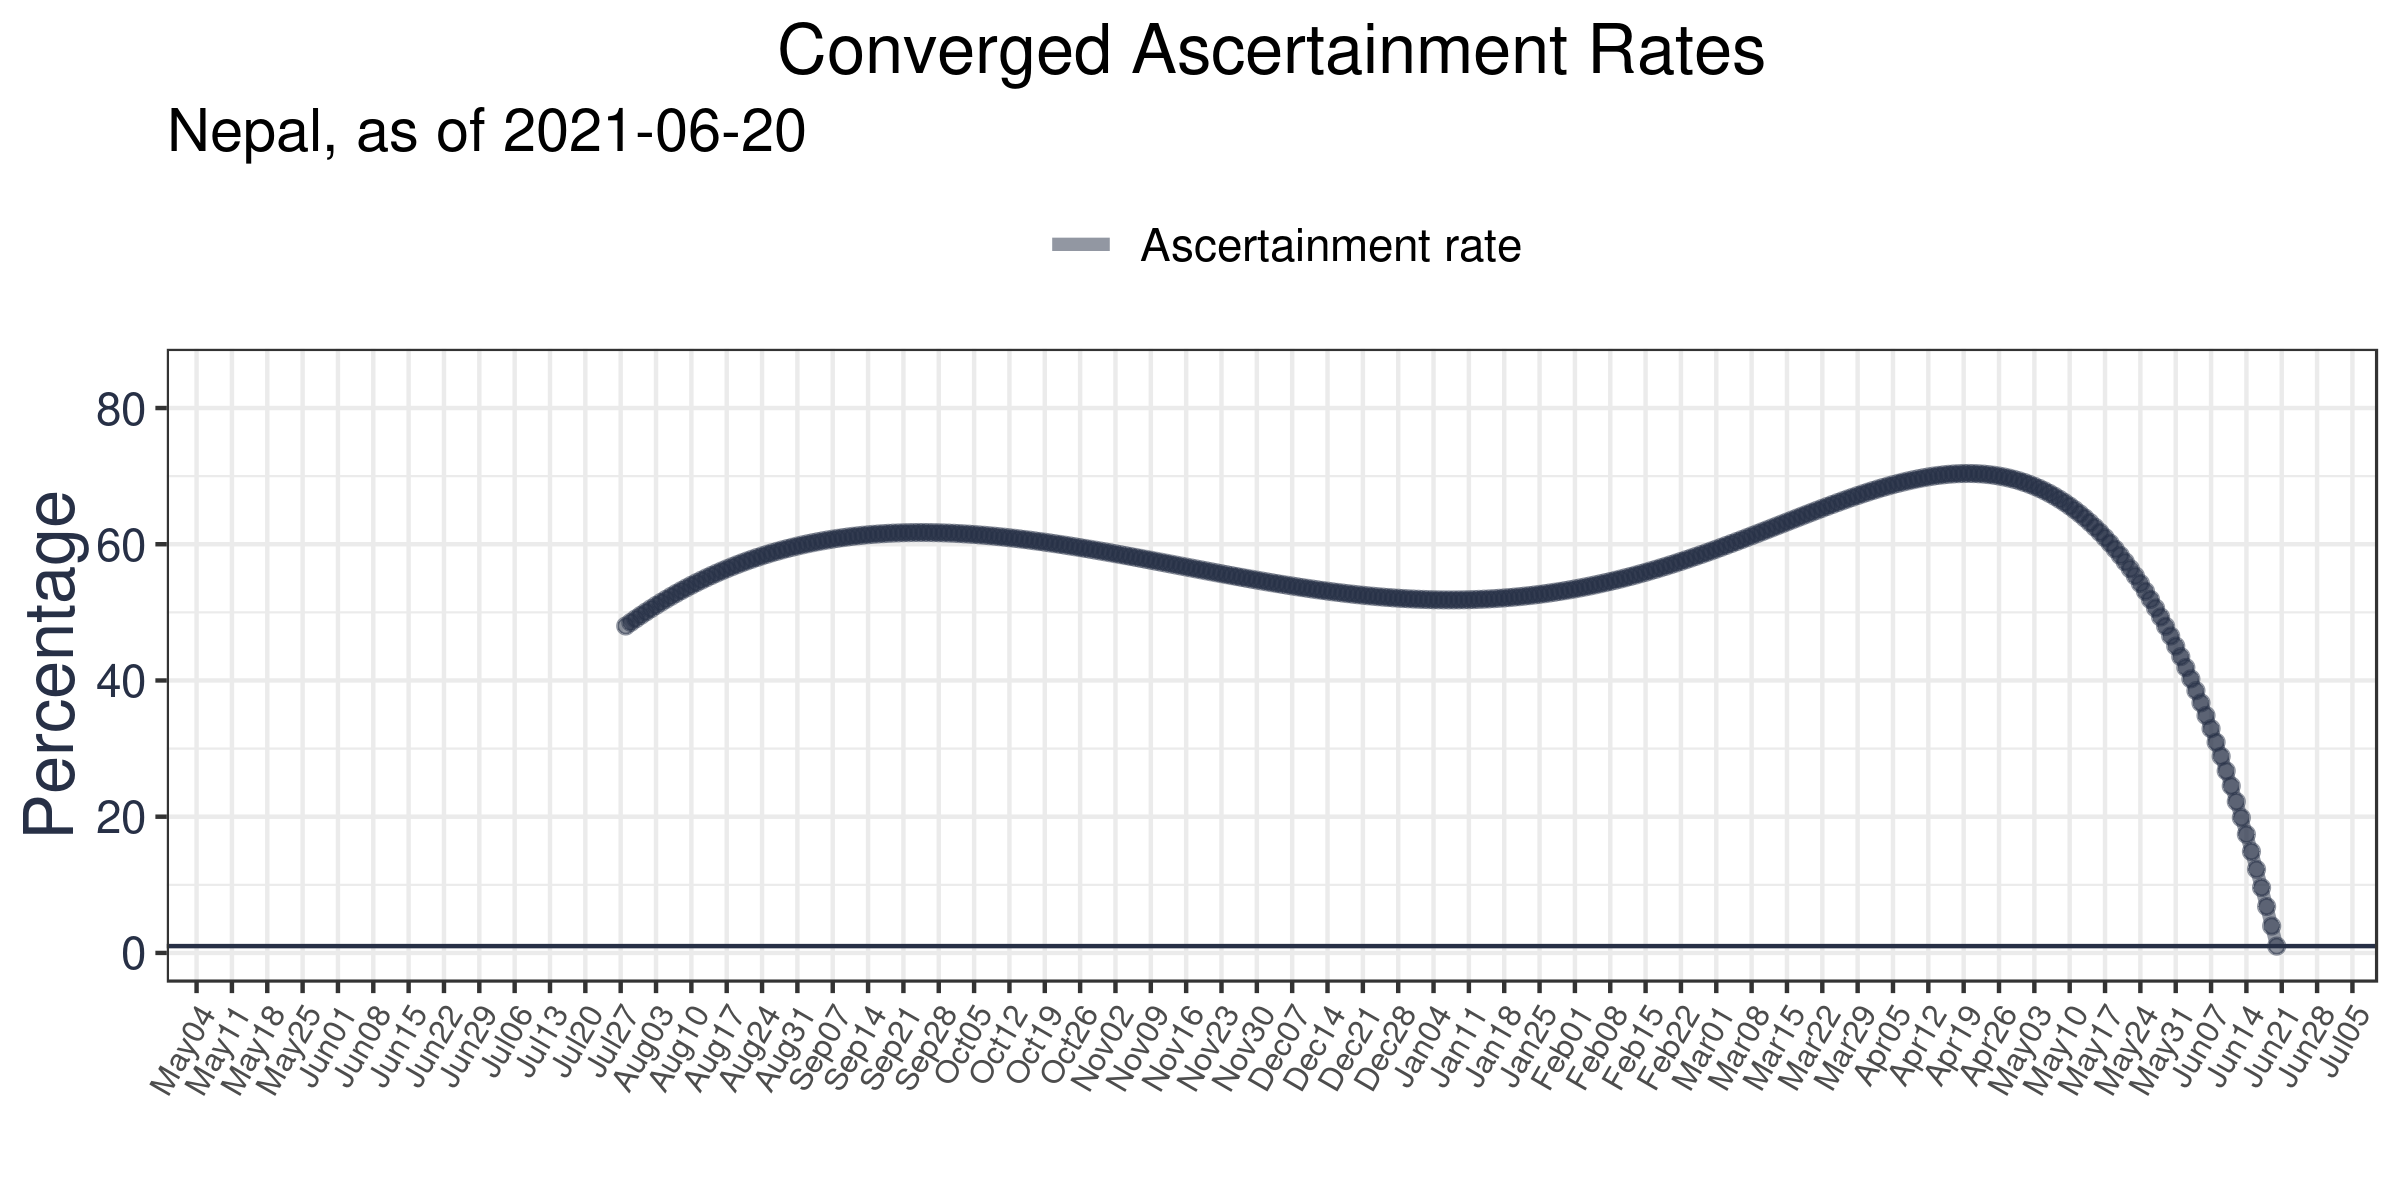 Converged Ascertainment Rates
Nepal, as of 2021-06-20
Ascertainment rate
Percentage
80
60
40
20
0
May04 May11 May18 May25 Jun01 Jun08 Jun15 Jun22 Jun29 Jul06 Jul13 Jul20 Jul27 Aug03 Aug10 Aug17 Aug24 Aug31 Sep07 Sep14 Sep21 Sep28 Oct05 Oct12 Oct19 Oct26 Nov02 Nov09 Nov16 Nov23 Nov30 Dec07 Dec14 Dec21 Dec28 Jan04 Jan11 Jan18 Jan25 Feb01 Feb08 Feb15 Feb22 Mar01 Mar08 Mar15 Mar22 Mar29 Apr05 Apr12 Apr19 Apr26 May03 May10 May17 May24 May31 Jun07 Jun14 Jun21 Jun28 Jul05